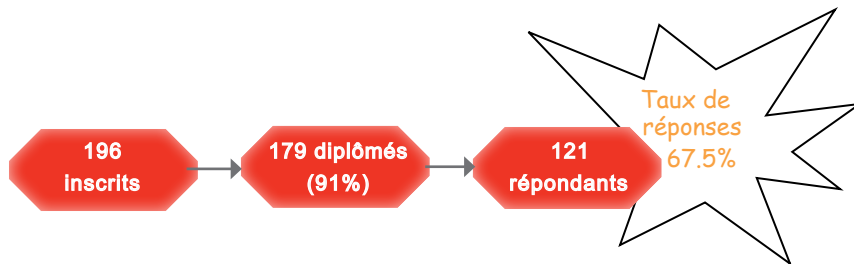 196
inscrits
179 diplômés
(91%)
121
répondants
Taux de
réponses
67.5%